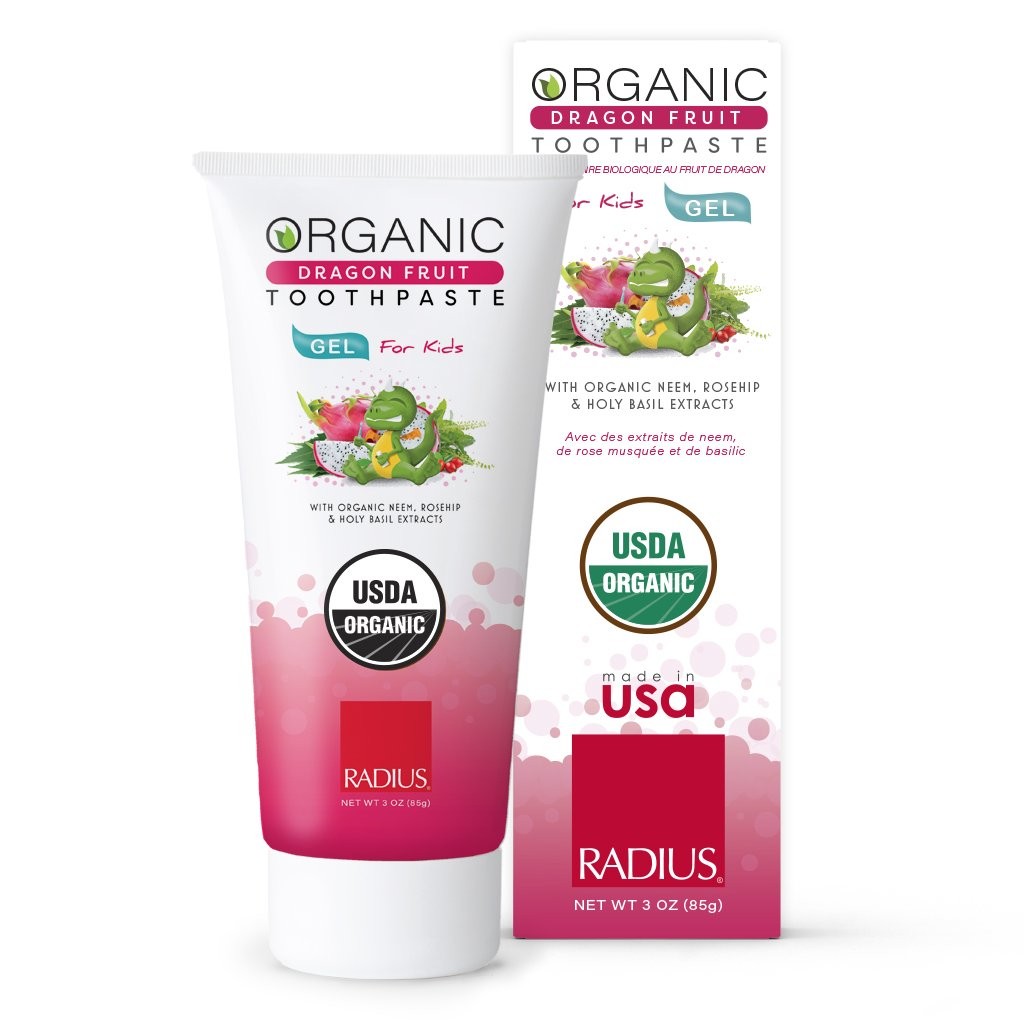 ORGANIC
DRAGON FRUIT
TOOTHPASTE
GEL For Kids
WITH ORGANIC NEEM, ROSEHIP
& HOLY BASIL EXTRACTS
USDA
ORGANIC
RADIUS®
NET WT 3 OZ (85g)
ORGANIC
DRAGON FRUIT
TOOTHPASTE
BIOLOGIQUE AU FRUIT DE DRAGON
Kids GEL
WITH ORGANIC NEEM, ROSEHIP
& HOLY BASIL EXTRACTS
Avec des extraits de neem,
de rose musquée et de basilic
USDA
ORGANIC
made in
usa
RADIUS®
NET WT 3 OZ (85g)